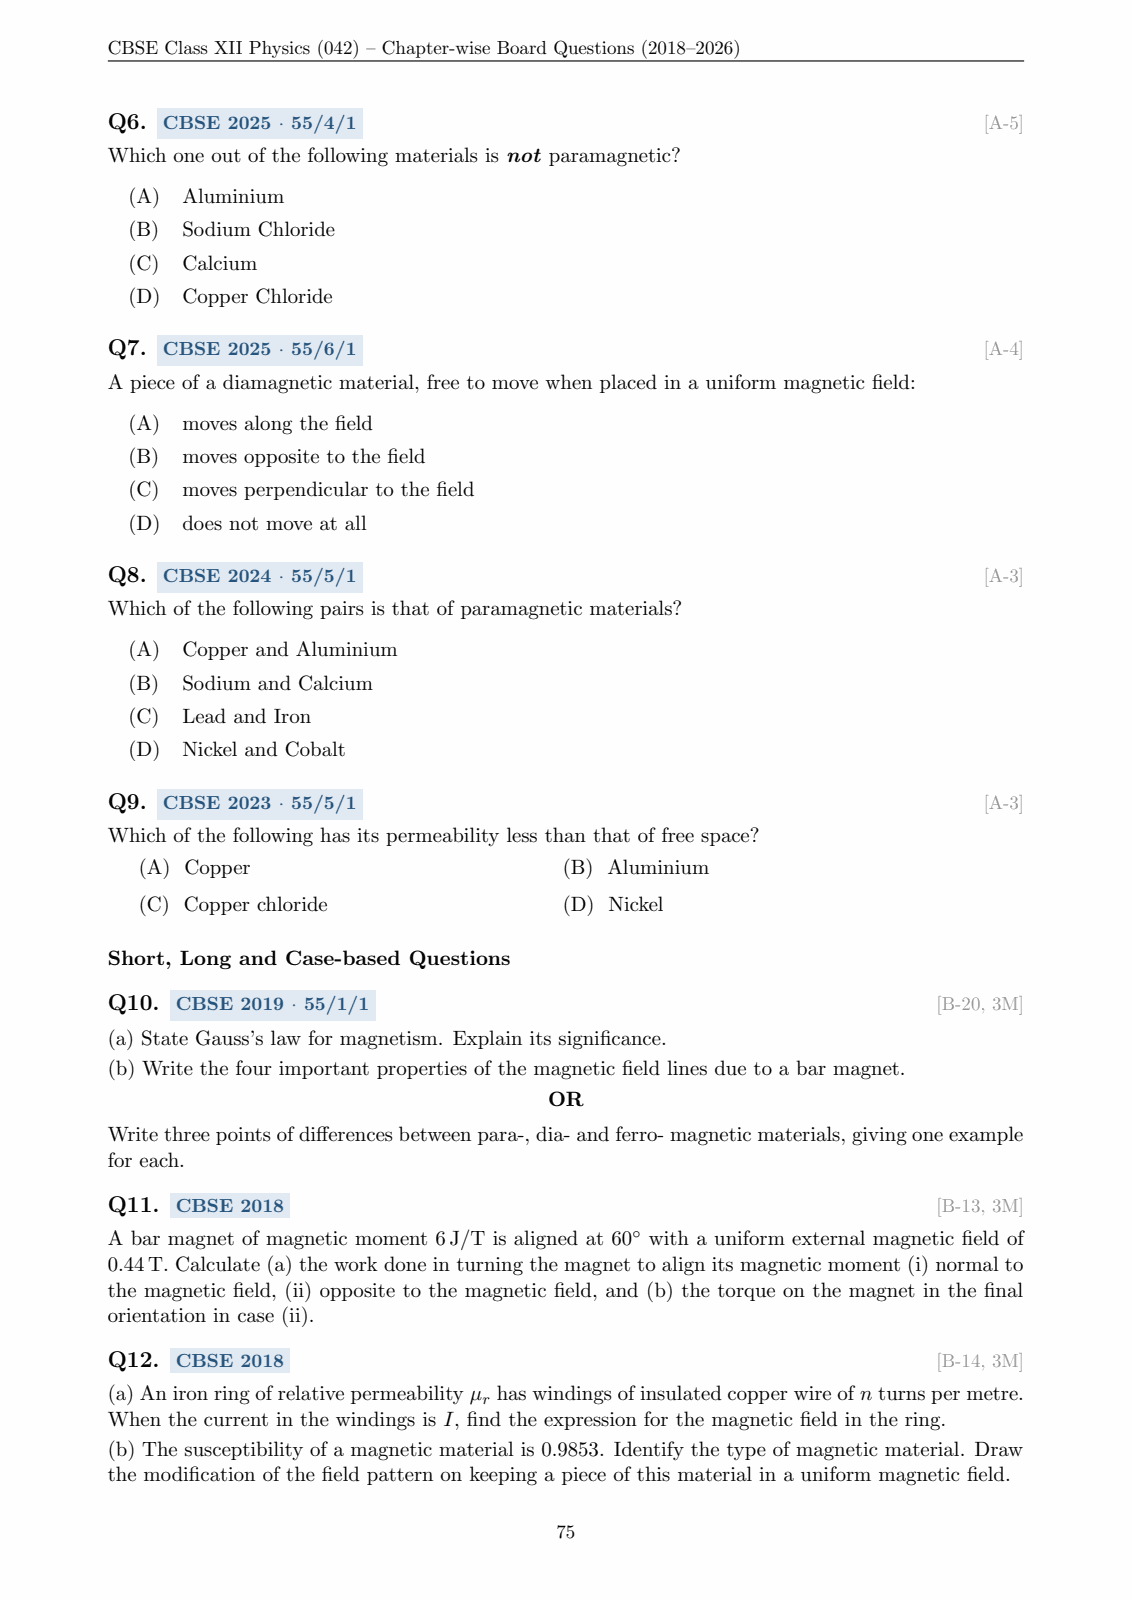 CBSE Class XII Physics (042) – Chapter-wise Board Questions (2018–2026)
Q6. CBSE 2025 · 55/4/1 [A-5]
Which one out of the following materials is not paramagnetic?
(A) Aluminium
(B) Sodium Chloride
(C) Calcium
(D) Copper Chloride
Q7. CBSE 2025 · 55/6/1 [A-4]
A piece of a diamagnetic material, free to move when placed in a uniform magnetic field:
(A) moves along the field
(B) moves opposite to the field
(C) moves perpendicular to the field
(D) does not move at all
Q8. CBSE 2024 · 55/5/1 [A-3]
Which of the following pairs is that of paramagnetic materials?
(A) Copper and Aluminium
(B) Sodium and Calcium
(C) Lead and Iron
(D) Nickel and Cobalt
Q9. CBSE 2023 · 55/5/1 [A-3]
Which of the following has its permeability less than that of free space?
(A) Copper (B) Aluminium
(C) Copper chloride (D) Nickel
Short, Long and Case-based Questions
Q10. CBSE 2019 · 55/1/1 [B-20, 3M]
(a) State Gauss's law for magnetism. Explain its significance.
(b) Write the four important properties of the magnetic field lines due to a bar magnet.
OR
Write three points of differences between para-, dia- and ferro- magnetic materials, giving one example
for each.
Q11. CBSE 2018 [B-13, 3M]
A bar magnet of magnetic moment 6 J/T is aligned at 60° with a uniform external magnetic field of
0.44 T. Calculate (a) the work done in turning the magnet to align its magnetic moment (i) normal to
the magnetic field, (ii) opposite to the magnetic field, and (b) the torque on the magnet in the final
orientation in case (ii).
Q12. CBSE 2018 [B-14, 3M]
(a) An iron ring of relative permeability μr has windings of insulated copper wire of n turns per metre.
When the current in the windings is I, find the expression for the magnetic field in the ring.
(b) The susceptibility of a magnetic material is 0.9853. Identify the type of magnetic material. Draw
the modification of the field pattern on keeping a piece of this material in a uniform magnetic field.
75